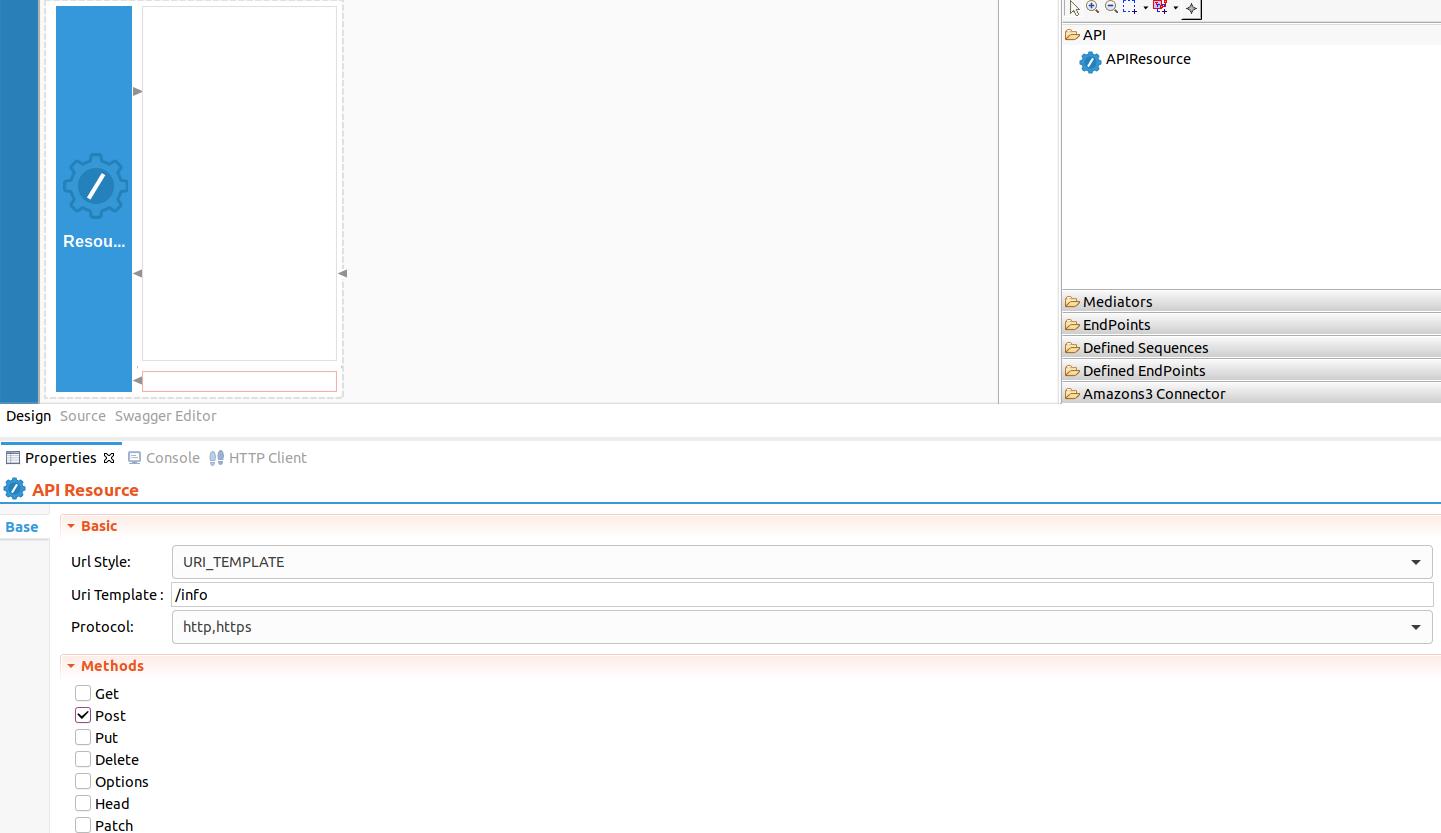 API
APIResource
Resou...
Mediators
EndPoints
Defined Sequences
Defined EndPoints
Amazons3 Connector
Design Source Swagger Editor
Properties Console HTTP Client
API Resource
Base
Basic
Url Style: URI_TEMPLATE
Uri Template : /info
Protocol: http,https
Methods
Get
Post
Put
Delete
Options
Head
Patch